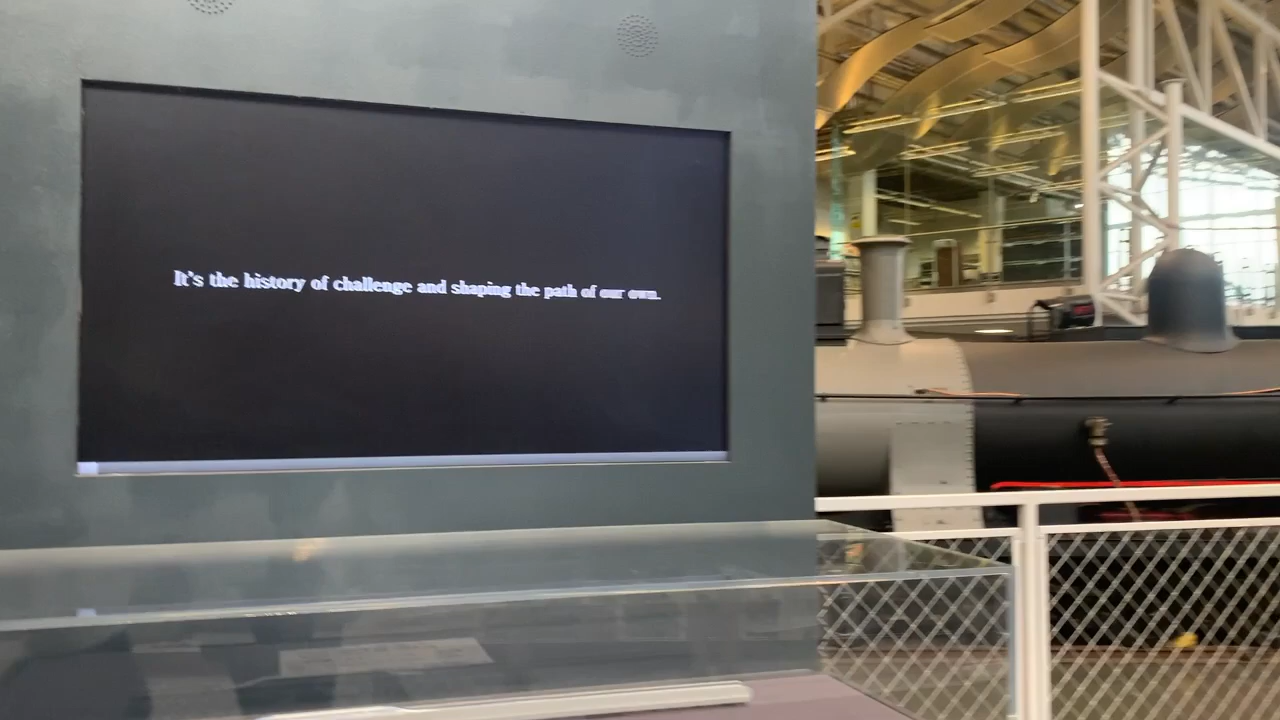 It's the history of challenge and shaping the path of our own.